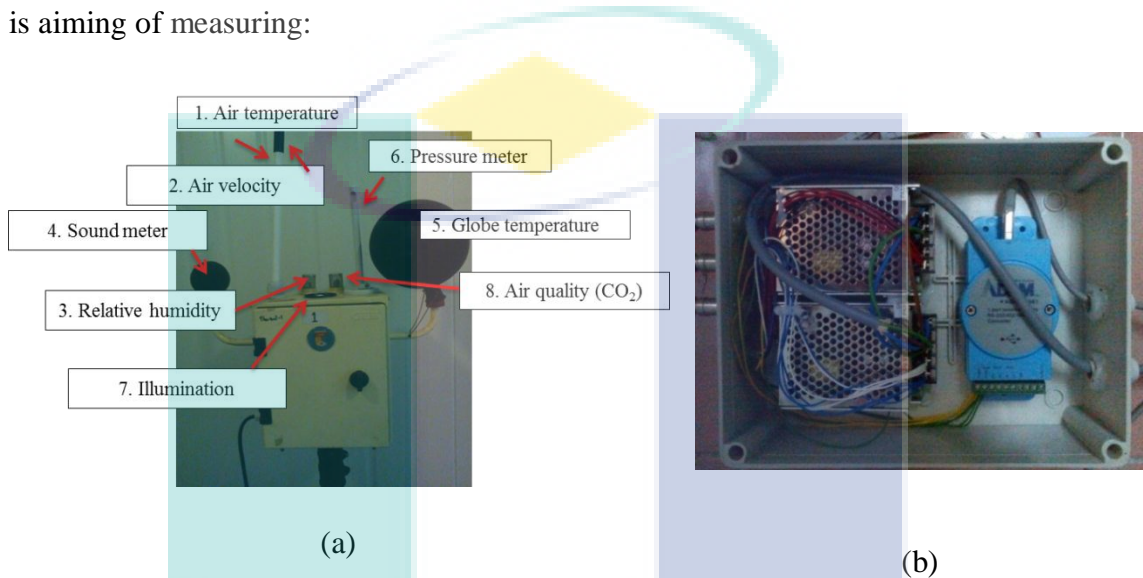 is aiming of measuring:
1. Air temperature
6. Pressure meter
2. Air velocity
4. Sound meter
5. Globe temperature
3. Relative humidity
8. Air quality (CO₂)
1
7. Illumination
(a)
(b)